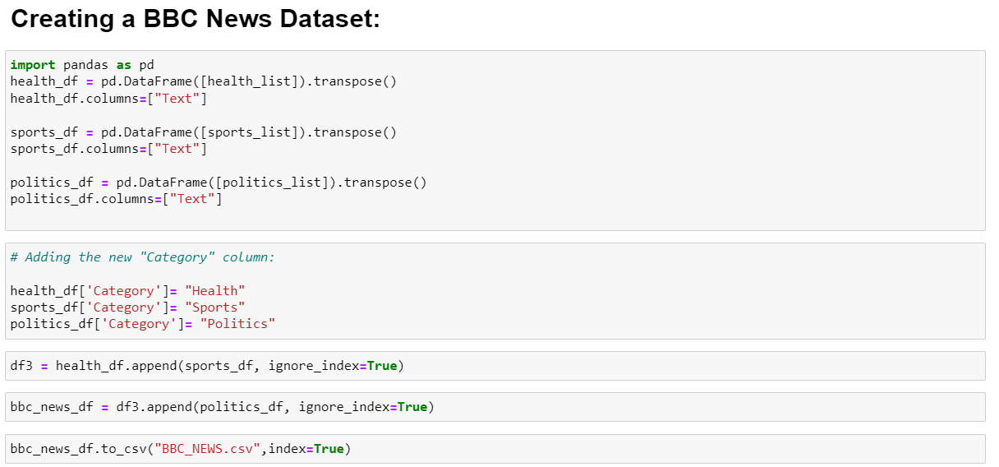 Creating a BBC News Dataset:
import pandas as pd
health_df = pd.DataFrame([health_list]).transpose()
health_df.columns=["Text"]
sports_df = pd.DataFrame([sports_list]).transpose()
sports_df.columns=["Text"]
politics_df = pd.DataFrame([politics_list]).transpose()
politics_df.columns=["Text"]
# Adding the new "Category" column:
health_df['Category']= "Health"
sports_df['Category']= "Sports"
politics_df['Category']= "Politics"
df3 = health_df.append(sports_df, ignore_index=True)
bbc_news_df = df3.append(politics_df, ignore_index=True)
bbc_news_df.to_csv("BBC_NEWS.csv",index=True)